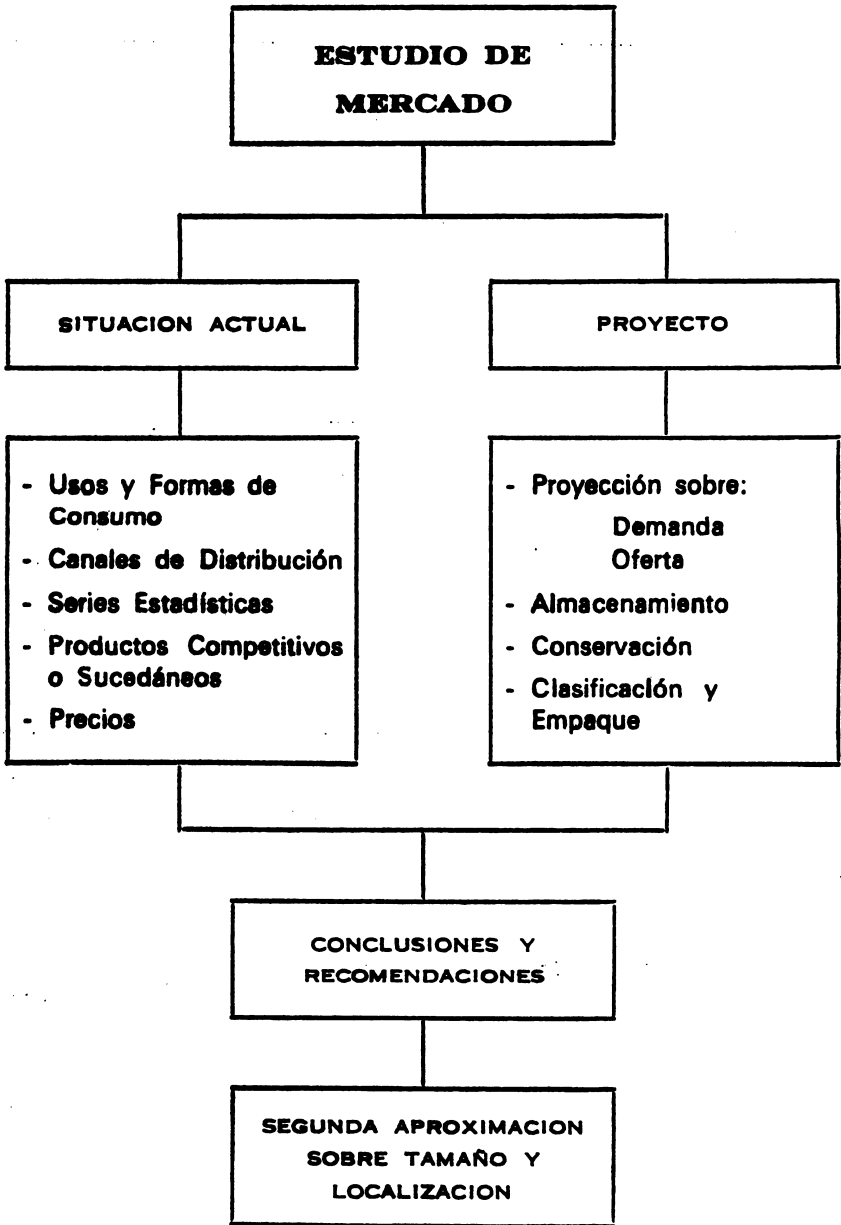 ESTUDIO DE
MERCADO
SITUACION ACTUAL
PROYECTO
- Usos y Formas de
Consumo
- Canales de Distribución
- Series Estadísticas
- Productos Competitivos
o Sucedáneos
- Precios
- Proyección sobre:
Demanda
Oferta
- Almacenamiento
- Conservación
- Clasificación y
Empaque
CONCLUSIONES Y
RECOMENDACIONES
SEGUNDA APROXIMACION
SOBRE TAMAÑO Y
LOCALIZACION